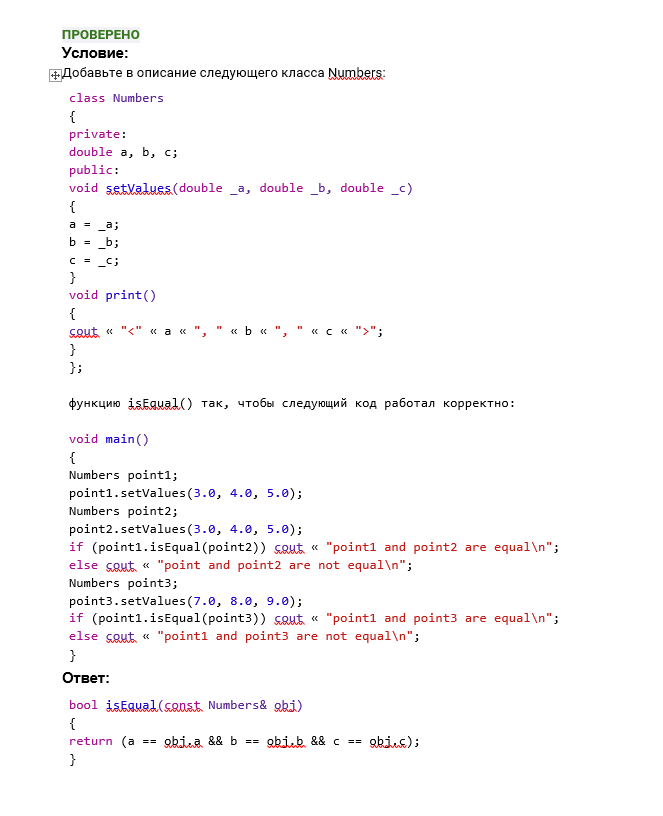 ПРОВЕРЕНО
Условие:
Добавьте в описание следующего класса Numbers:
class Numbers
{
private:
double a, b, c;
public:
void setValues(double _a, double _b, double _c)
{
a = _a;
b = _b;
c = _c;
}
void print()
{
cout « "<" « a « ", " « b « ", " « c « ">";
}
};
функцию isEqual() так, чтобы следующий код работал корректно:
void main()
{
Numbers point1;
point1.setValues(3.0, 4.0, 5.0);
Numbers point2;
point2.setValues(3.0, 4.0, 5.0);
if (point1.isEqual(point2)) cout « "point1 and point2 are equal\n";
else cout « "point and point2 are not equal\n";
Numbers point3;
point3.setValues(7.0, 8.0, 9.0);
if (point1.isEqual(point3)) cout « "point1 and point3 are equal\n";
else cout « "point1 and point3 are not equal\n";
}
Ответ:
bool isEqual(const Numbers& obj)
{
return (a == obj.a && b == obj.b && c == obj.c);
}